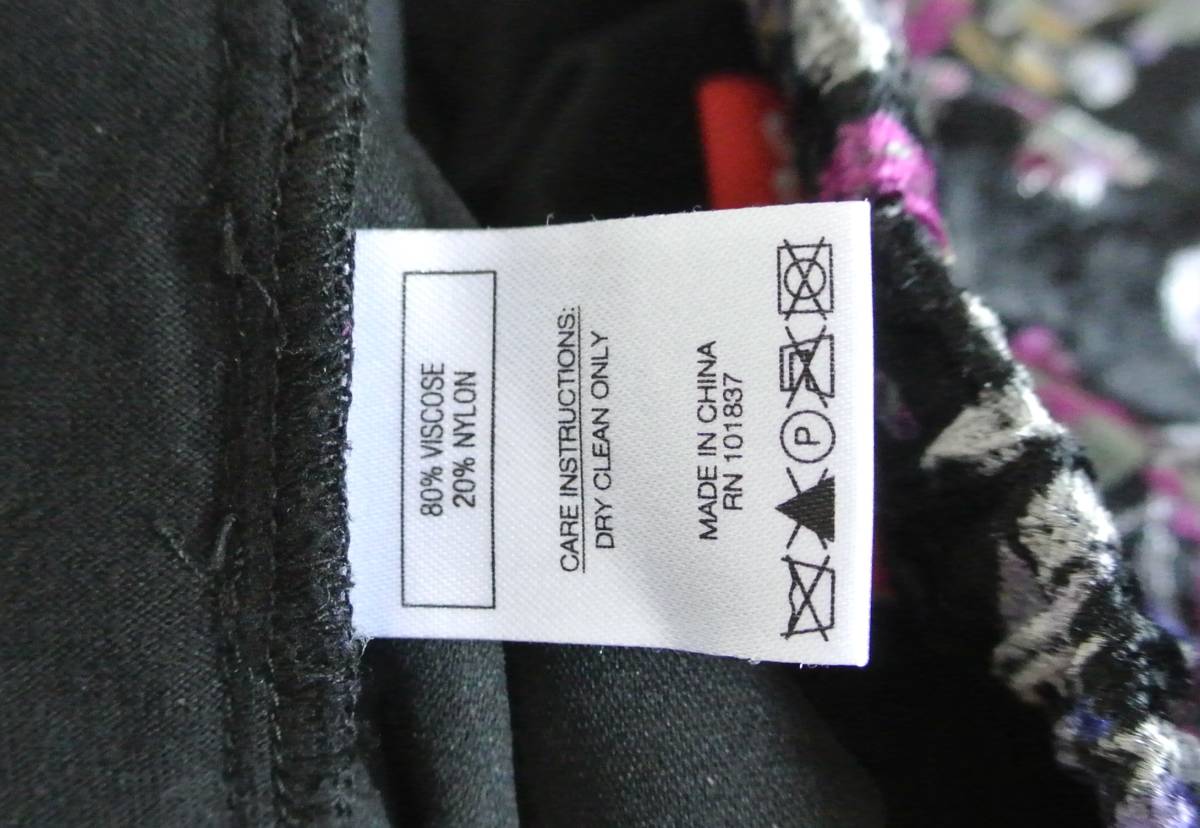 80% VISCOSE
20% NYLON
CARE INSTRUCTIONS:
DRY CLEAN ONLY
MADE IN CHINA
RN 101837
P